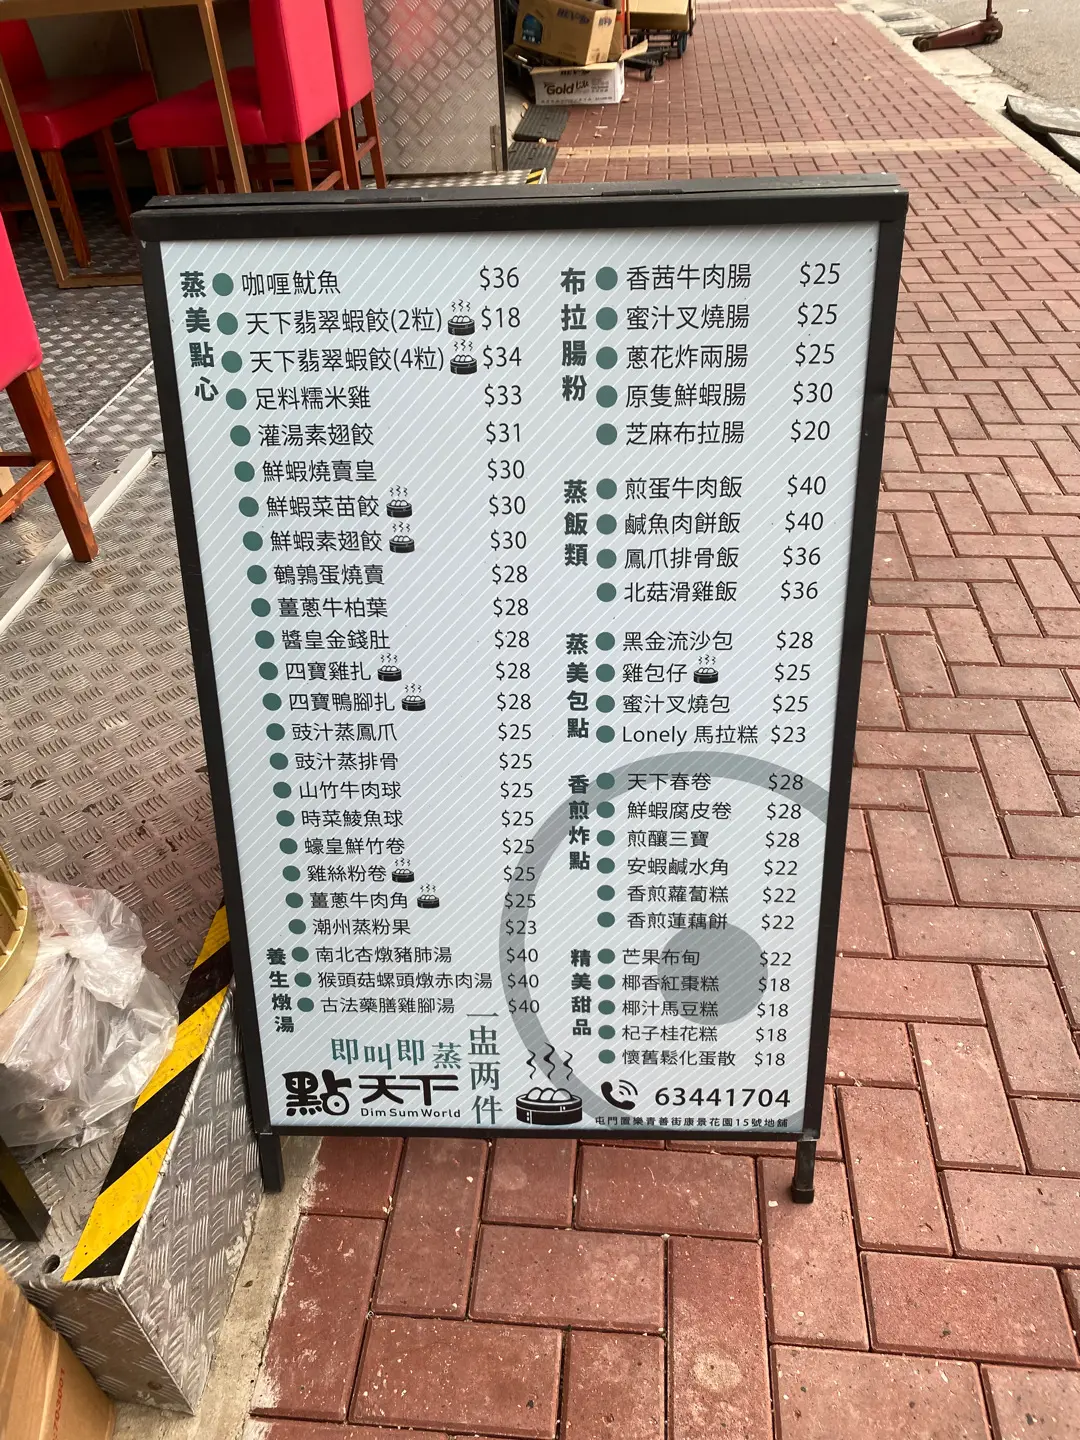 蒸美點心
咖喱魷魚 $36
天下翡翠蝦餃(2粒) $18
天下翡翠蝦餃(4粒) $34
足料糯米雞 $33
灌湯素翅餃 $31
鮮蝦燒賣皇 $30
鮮蝦菜苗餃 $30
鮮蝦素翅餃 $30
鵪鶉蛋燒賣 $28
薑蔥牛柏葉 $28
醬皇金錢肚 $28
四寶雞扎 $28
四寶鴨腳扎 $28
豉汁蒸鳳爪 $25
豉汁蒸排骨 $25
山竹牛肉球 $25
時菜鯪魚球 $25
蠔皇鮮竹卷 $25
雞絲粉卷 $25
薑蔥牛肉角 $25
潮州蒸粉果 $23
養生燉湯
南北杏燉豬肺湯 $40
猴頭菇螺頭燉赤肉湯 $40
古法藥膳雞腳湯 $40
布拉腸粉
香茜牛肉腸 $25
蜜汁叉燒腸 $25
蔥花炸兩腸 $25
原隻鮮蝦腸 $30
芝麻布拉腸 $20
蒸飯類
煎蛋牛肉飯 $40
鹹魚肉餅飯 $40
鳳爪排骨飯 $36
北菇滑雞飯 $36
蒸美包點
黑金流沙包 $28
雞包仔 $25
蜜汁叉燒包 $25
Lonely 馬拉糕 $23
香煎炸點
天下春卷 $28
鮮蝦腐皮卷 $28
煎釀三寶 $28
安蝦鹹水角 $22
香煎蘿蔔糕 $22
香煎蓮藕餅 $22
精美甜品
芒果布甸 $22
椰香紅棗糕 $18
椰汁馬豆糕 $18
杞子桂花糕 $18
懷舊鬆化蛋散 $18
即叫即蒸
一盅两件
點天下
Dim Sum World
63441704
屯門置樂青善街康景花園15號地舖
Gold